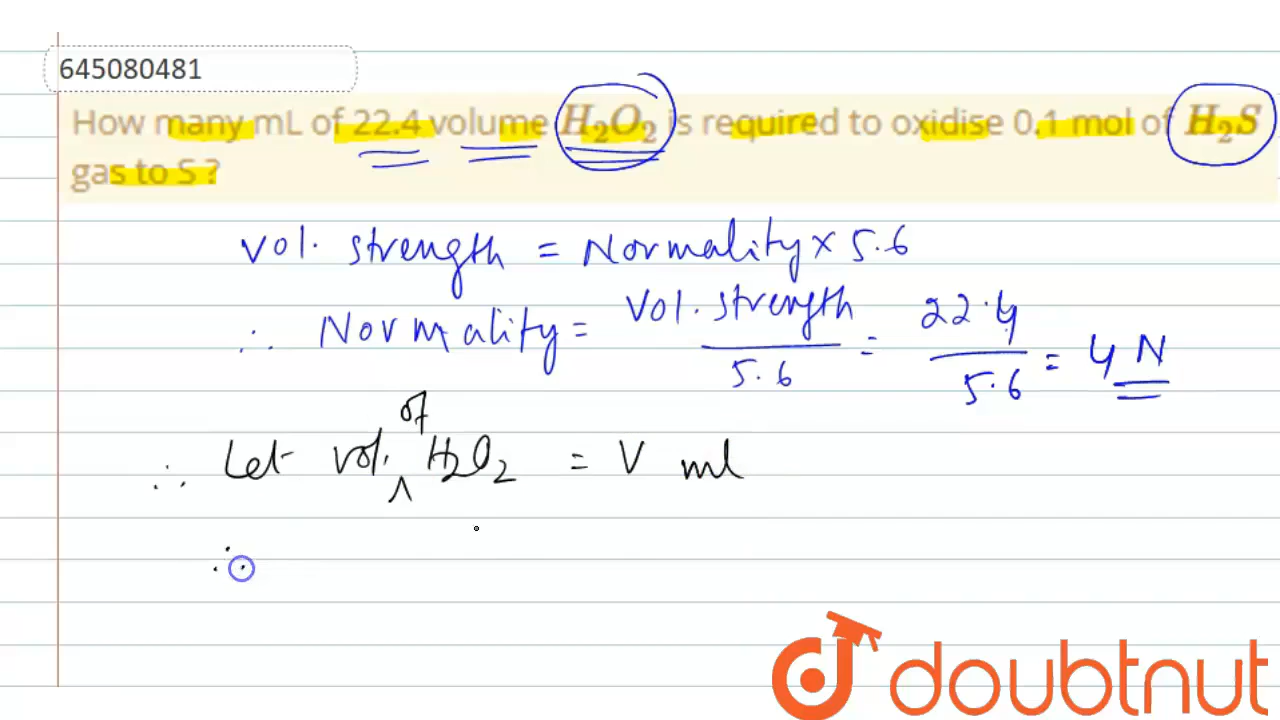 645080481
How many mL of 22.4 volume H₂O₂ is required to oxidise 0.1 mol of H₂S
gas to S ?
Vol. strength = Normality × 5.6
∴ Normality = Vol. strength / 5.6 = 22.4 / 5.6 = 4 N
∴ Let vol. of H₂O₂ = V ml
∴
doubtnut